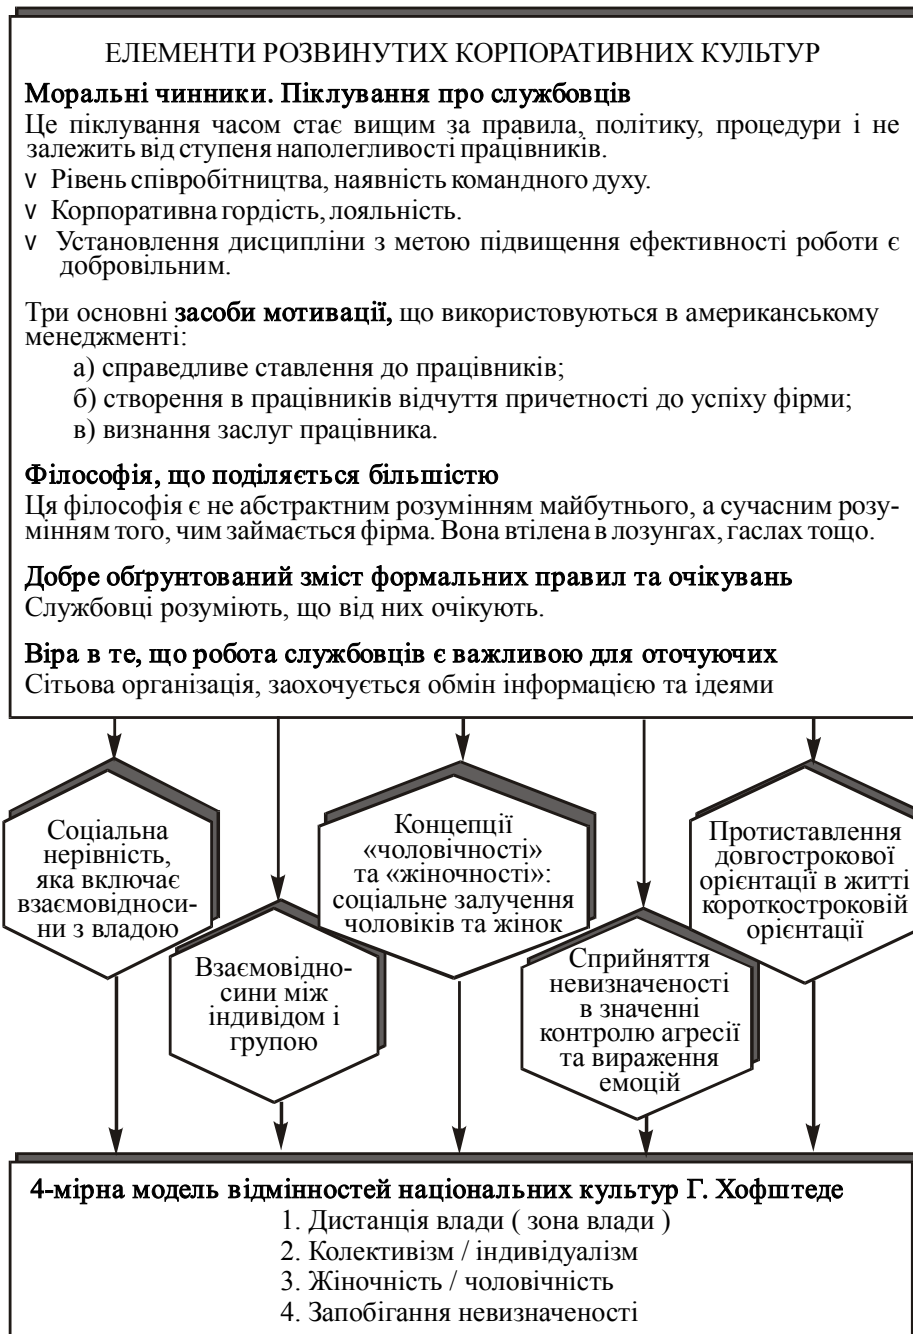 ЕЛЕМЕНТИ РОЗВИНУТИХ КОРПОРАТИВНИХ КУЛЬТУР
Моральні чинники. Піклування про службовців
Це піклування часом стає вищим за правила, політику, процедури і не
залежить від ступеня наполегливості працівників.
v Рівень співробітництва, наявність командного духу.
v Корпоративна гордість, лояльність.
v Установлення дисципліни з метою підвищення ефективності роботи є
добровільним.
Три основні засоби мотивації, що використовуються в американському
менеджменті:
а) справедливе ставлення до працівників;
б) створення в працівників відчуття причетності до успіху фірми;
в) визнання заслуг працівника.
Філософія, що поділяється більшістю
Ця філософія є не абстрактним розумінням майбутнього, а сучасним розу-
мінням того, чим займається фірма. Вона втілена в лозунгах, гаслах тощо.
Добре обґрунтований зміст формальних правил та очікувань
Службовці розуміють, що від них очікують.
Віра в те, що робота службовців є важливою для оточуючих
Сітьова організація, заохочується обмін інформацією та ідеями
Соціальна
нерівність,
яка включає
взаємовідноси-
ни з владою
Взаємовідно-
сини між
індивідом і
групою
Концепції
«чоловічності»
та «жіночності»:
соціальне залучення
чоловіків та жінок
Сприйняття
невизначеності
в значенні
контролю агресії
та вираження
емоцій
Протиставлення
довгострокової
орієнтації в житті
короткостроковій
орієнтації
4-мірна модель відмінностей національних культур Г. Хофштеде
1. Дистанція влади ( зона влади )
2. Колективізм / індивідуалізм
3. Жіночність / чоловічність
4. Запобігання невизначеності